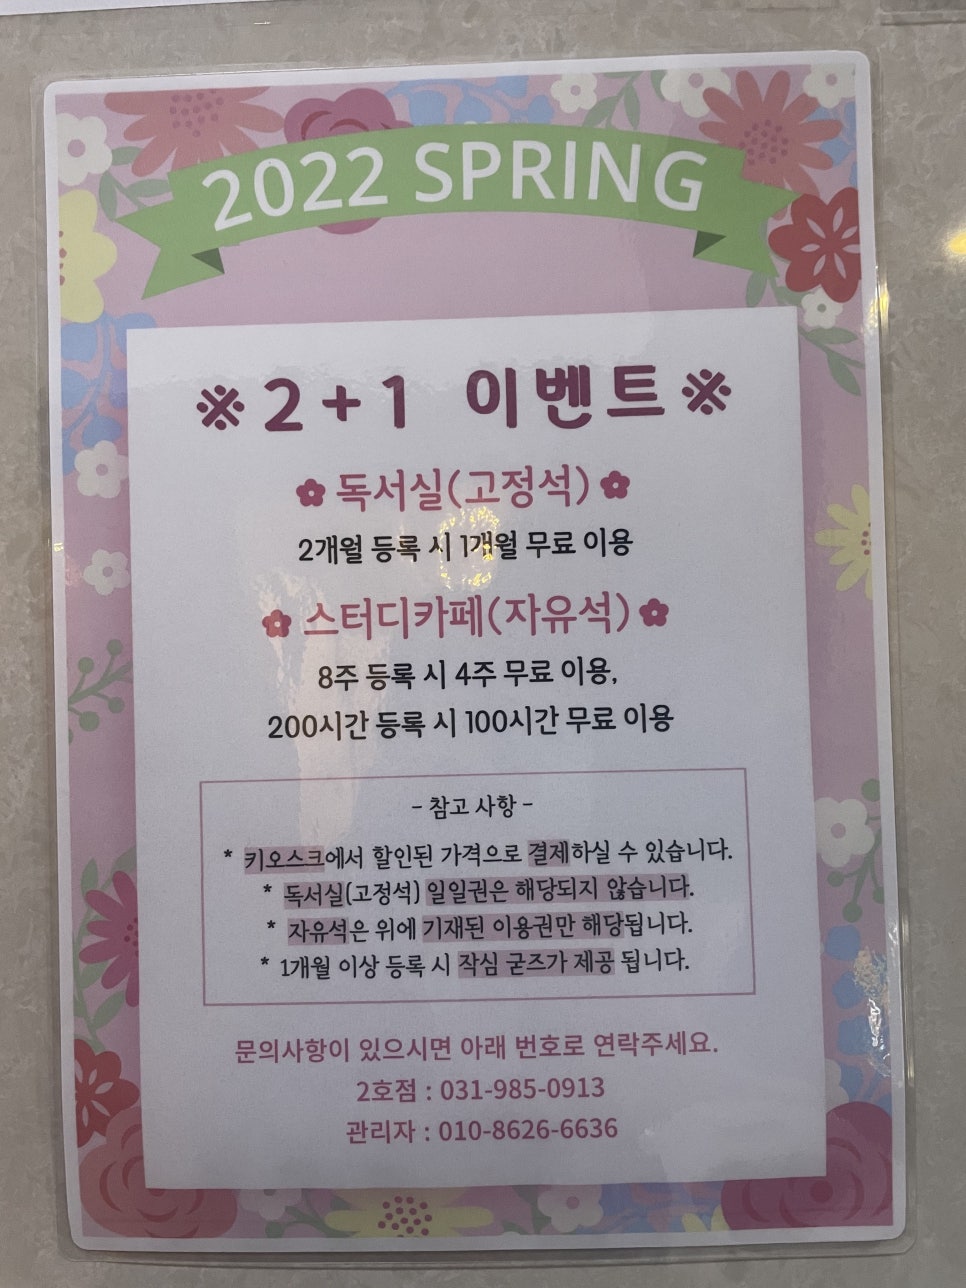 2022 SPRING
※2+1 이벤트※
독서실(고정석)
2개월 등록 시 1개월 무료 이용
스터디카페(자유석)
8주 등록 시 4주 무료 이용,
200시간 등록 시 100시간 무료 이용
- 참고 사항 -
* 키오스크에서 할인된 가격으로 결제하실 수 있습니다.
* 독서실(고정석) 일일권은 해당되지 않습니다.
* 자유석은 위에 기재된 이용권만 해당됩니다.
* 1개월 이상 등록 시 작심 굳즈가 제공 됩니다.
문의사항이 있으시면 아래 번호로 연락주세요.
2호점 : 031-985-0913
관리자 : 010-8626-6636